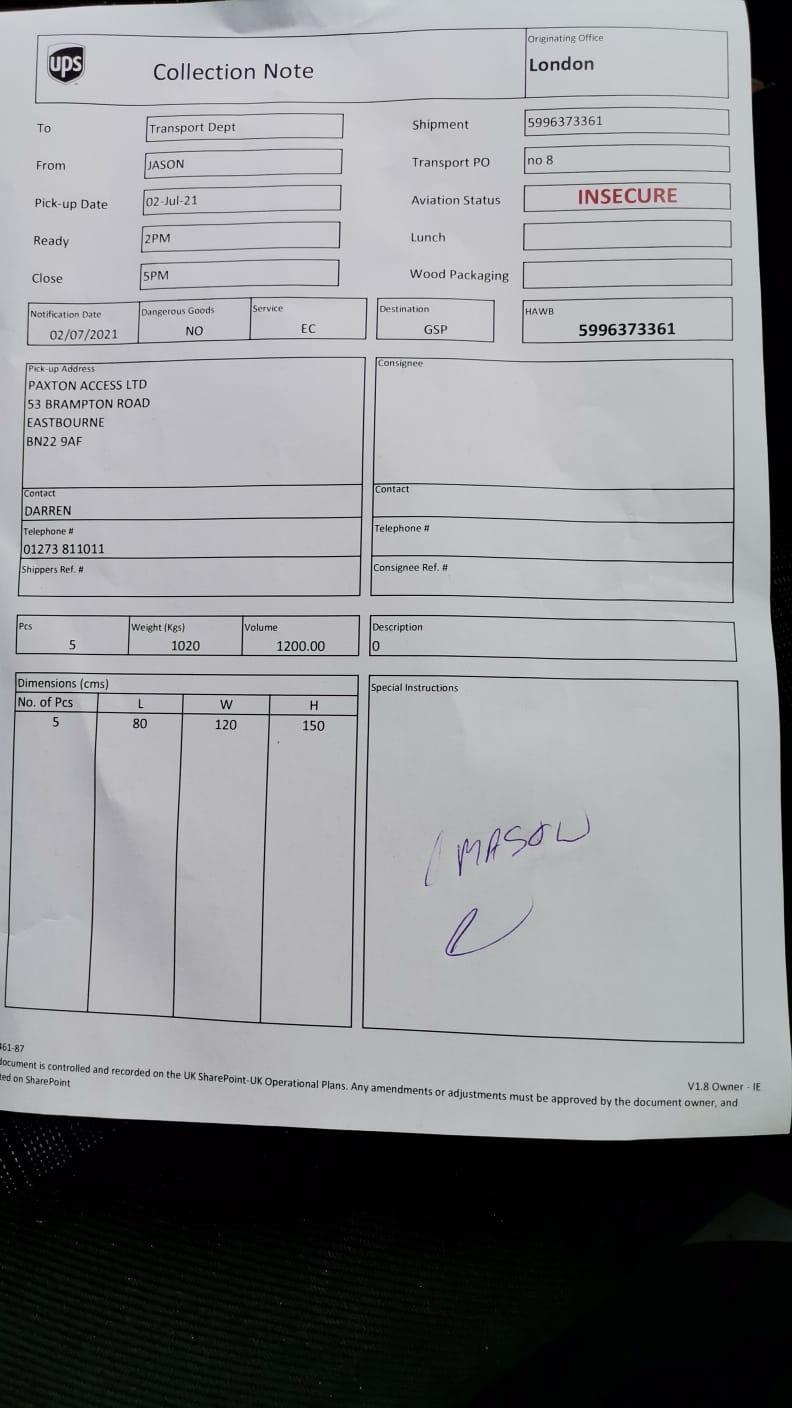 ups
Collection Note
Originating Office
London
To
Transport Dept
Shipment
5996373361
From
JASON
Transport PO
no 8
Pick-up Date
02-Jul-21
Aviation Status
INSECURE
Ready
2PM
Lunch
Close
5PM
Wood Packaging
Notification Date
02/07/2021
Dangerous Goods
NO
Service
EC
Destination
GSP
HAWB
5996373361
Pick-up Address
PAXTON ACCESS LTD
53 BRAMPTON ROAD
EASTBOURNE
BN22 9AF
Consignee
Contact
DARREN
Contact
Telephone #
01273 811011
Telephone #
Shippers Ref. #
Consignee Ref. #
Pcs
5
Weight (Kgs)
1020
Volume
1200.00
Description
0
Dimensions (cms)
No. of Pcs L W H
5 80 120 150
Special Instructions
MASON
461-87
document is controlled and recorded on the UK SharePoint-UK Operational Plans. Any amendments or adjustments must be approved by the document owner, and
ted on SharePoint
V1.8 Owner - IE